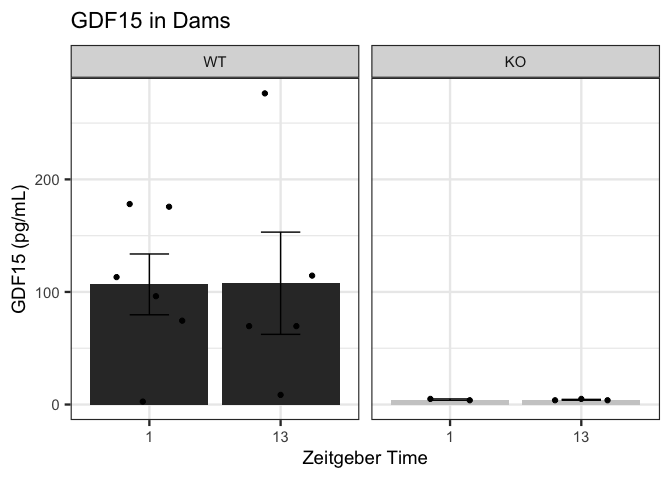 GDF15 in Dams
WT
KO
GDF15 (pg/mL)
200
100
0
1
13
1
13
Zeitgeber Time